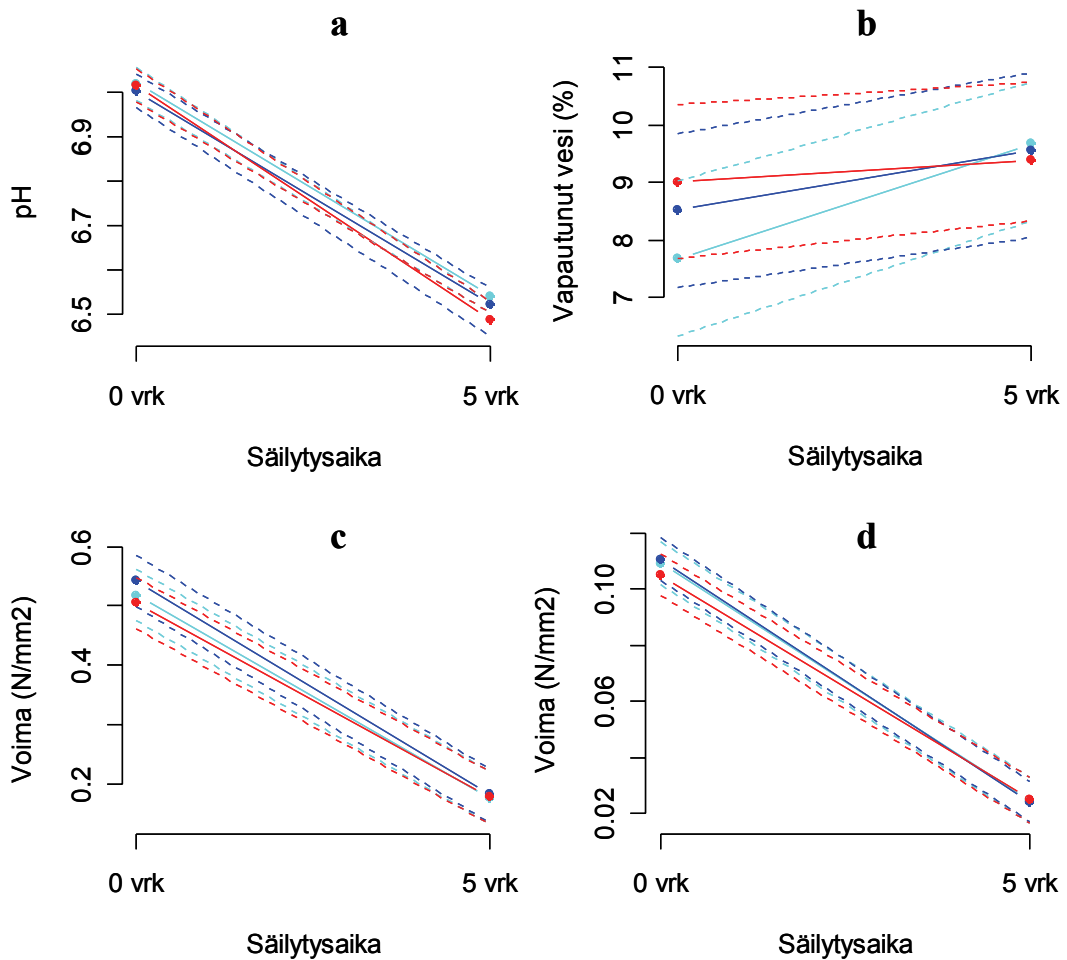 a
pH
6.9
6.7
6.5
0 vrk
5 vrk
Säilytysaika
b
Vapautunut vesi (%)
11
10
9
8
7
0 vrk
5 vrk
Säilytysaika
c
Voima (N/mm2)
0.6
0.4
0.2
0 vrk
5 vrk
Säilytysaika
d
Voima (N/mm2)
0.10
0.06
0.02
0 vrk
5 vrk
Säilytysaika